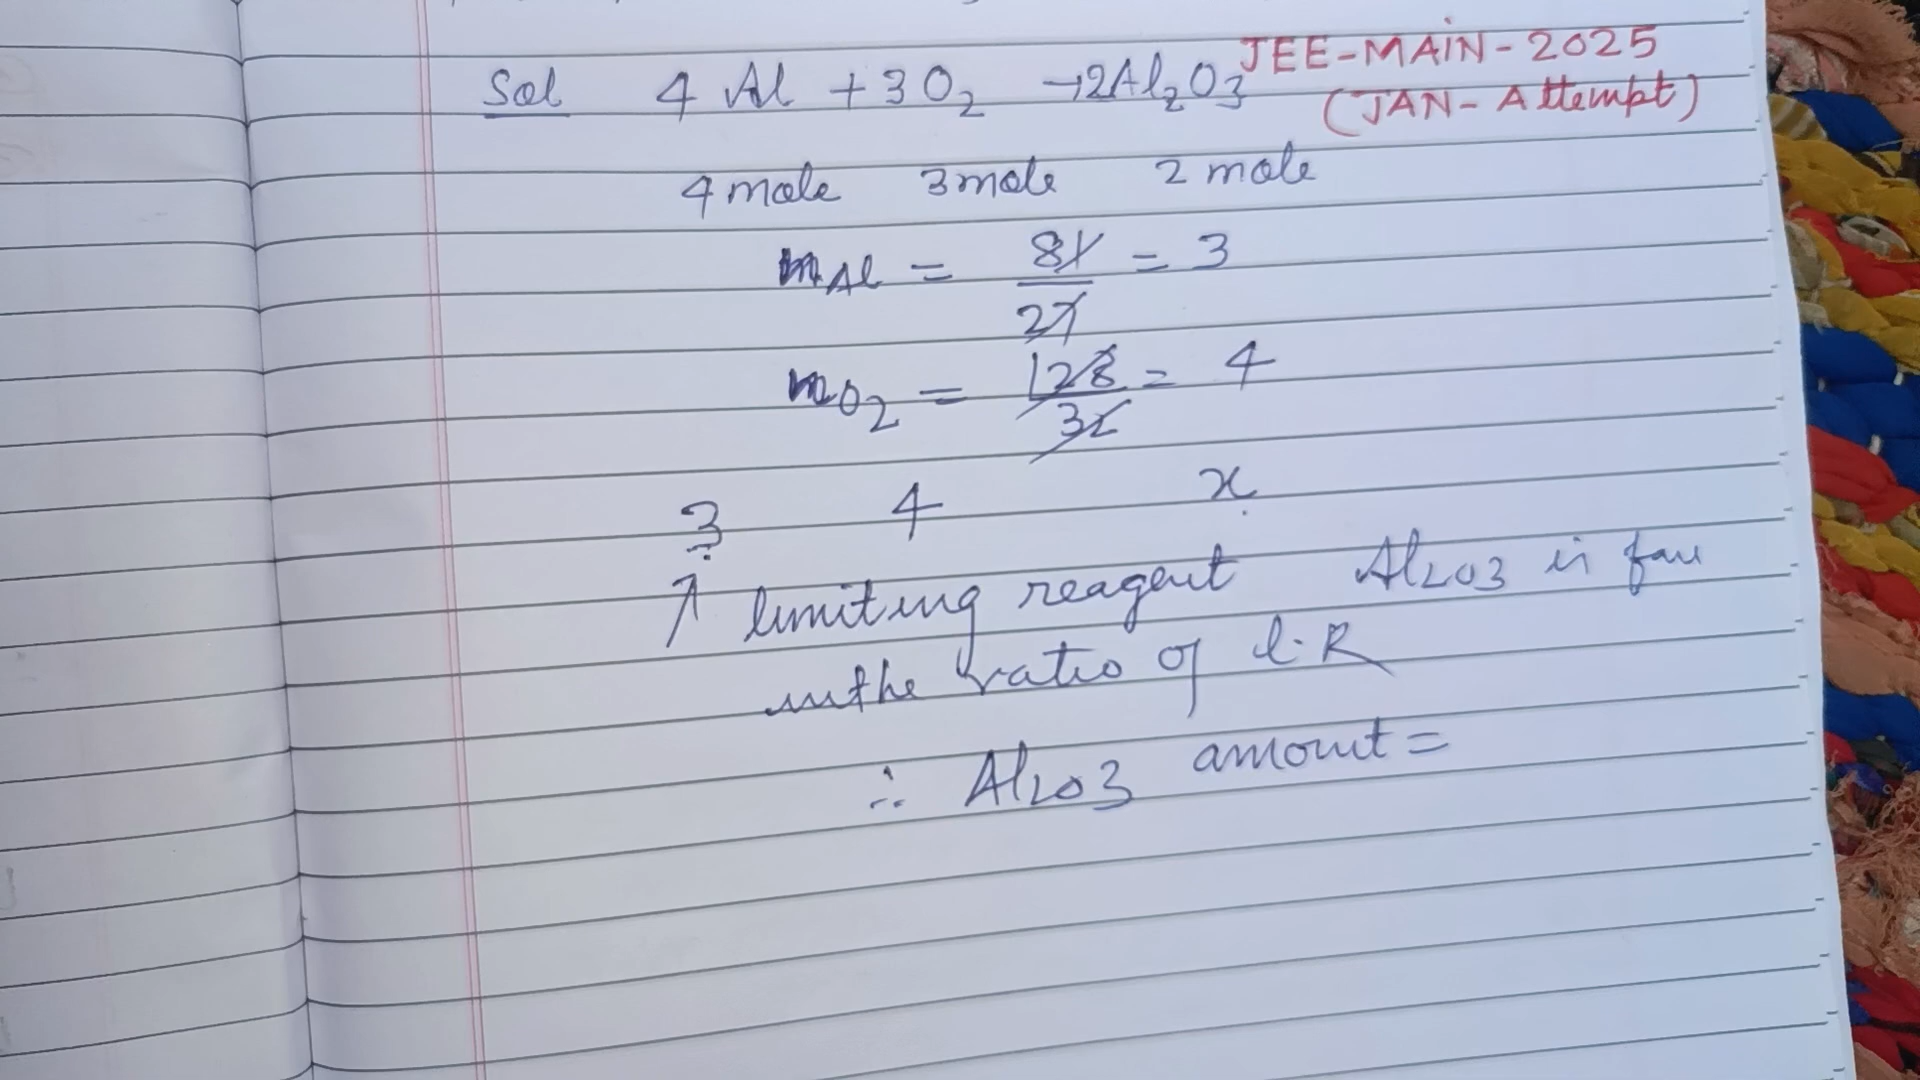 Sol 4 Al + 3 O2 → 2Al2O3
JEE-MAIN-2025
(JAN-Attempt)
4 mole 3 mole 2 mole
nAl = 81/27 = 3
nO2 = 128/32 = 4
3 4 x
↑ limiting reagent Al2O3 is
in the ratio of l.R
∴ Al2O3 amount =